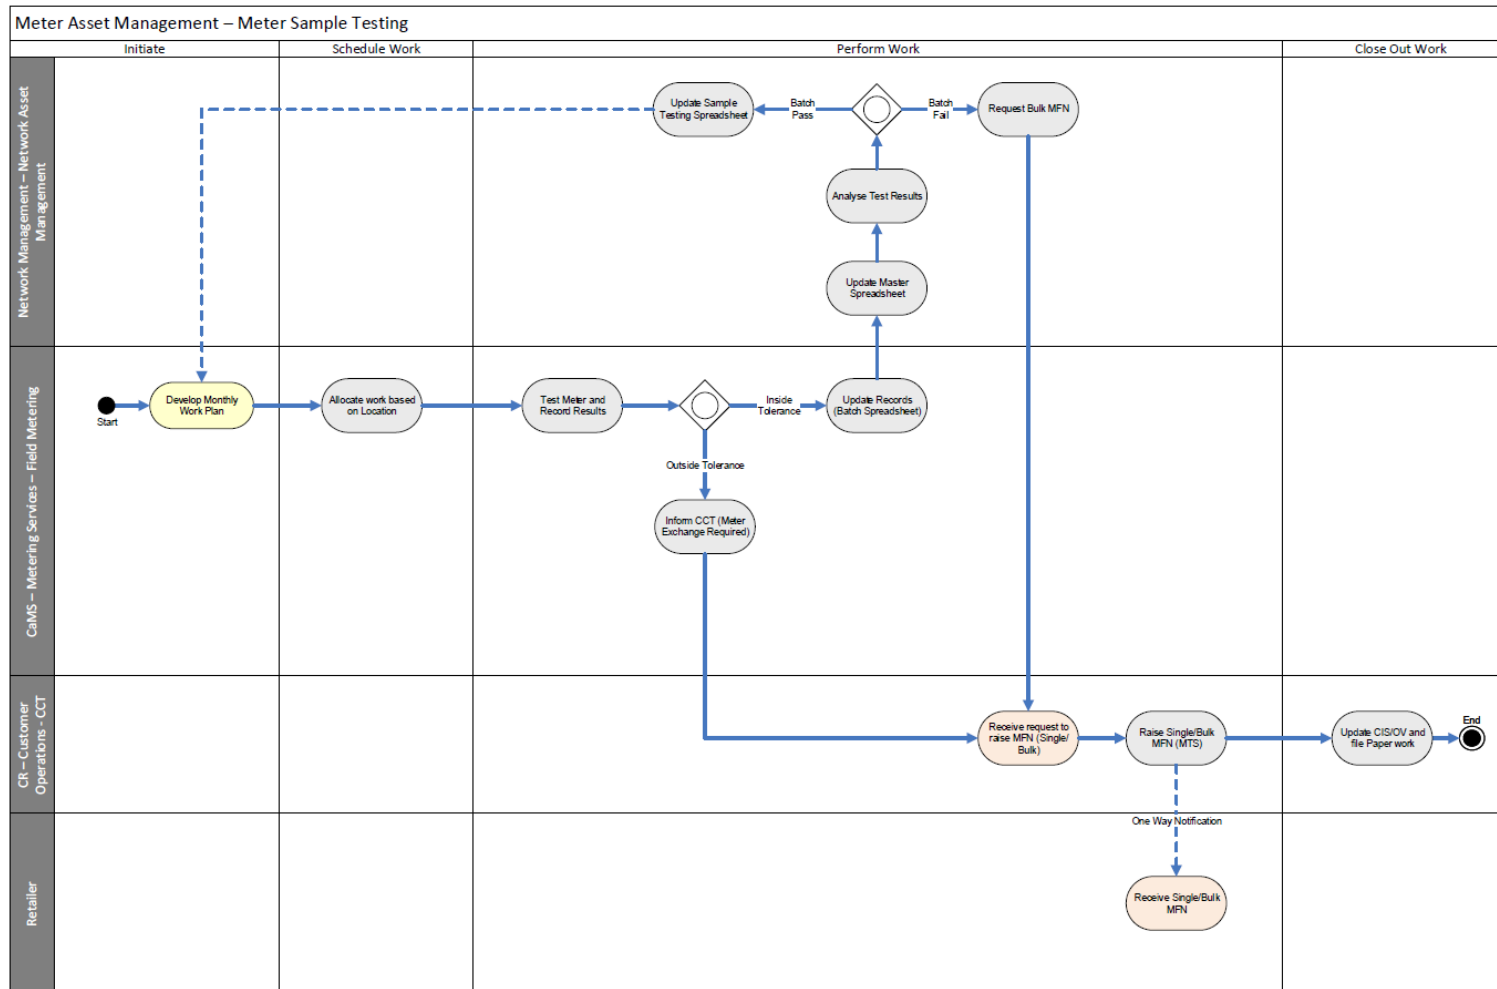 Meter Asset Management – Meter Sample Testing
Initiate
Schedule Work
Perform Work
Close Out Work
Network Management – Network Asset
Management
Update Sample
Testing Spreadsheet
Batch
Pass
Batch
Fail
Request Bulk MFN
Analyse Test Results
Update Master
Spreadsheet
CaMS – Metering Services – Field Metering
Start
Develop Monthly
Work Plan
Allocate work based
on Location
Test Meter and
Record Results
Inside
Tolerance
Update Records
(Batch Spreadsheet)
Outside Tolerance
Inform CCT (Meter
Exchange Required)
CR – Customer
Operations - CCT
Receive request to
raise MFN (Single/
Bulk)
Raise Single/Bulk
MFN (MTS)
Update CIS/OV and
file Paper work
End
One Way Notification
Retailer
Receive Single/Bulk
MFN